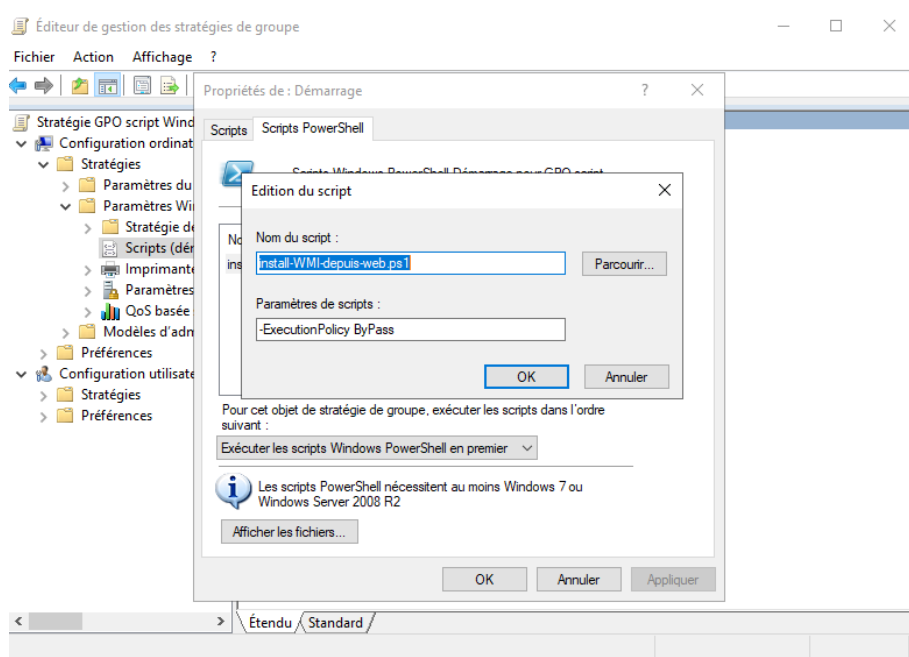 Éditeur de gestion des stratégies de groupe
Fichier Action Affichage ?
Propriétés de : Démarrage ?
Stratégie GPO script Wind
Configuration ordinat
Stratégies
Paramètres du
Paramètres Wi
Stratégie de
Scripts (dér
Imprimante
Paramètres
QoS basée
Modèles d'adn
Préférences
Configuration utilisate
Stratégies
Préférences
Scripts Scripts PowerShell
Scripts Windows PowerShell Démarrage pour GPO script
Edition du script
No
ins
Nom du script :
install-WMI-depuis-web.ps1
Parcourir...
Paramètres de scripts :
-ExecutionPolicy ByPass
OK Annuler
Pour cet objet de stratégie de groupe, exécuter les scripts dans l'ordre
suivant :
Exécuter les scripts Windows PowerShell en premier
Les scripts PowerShell nécessitent au moins Windows 7 ou
Windows Server 2008 R2
Afficher les fichiers...
OK Annuler Appliquer
Étendu Standard